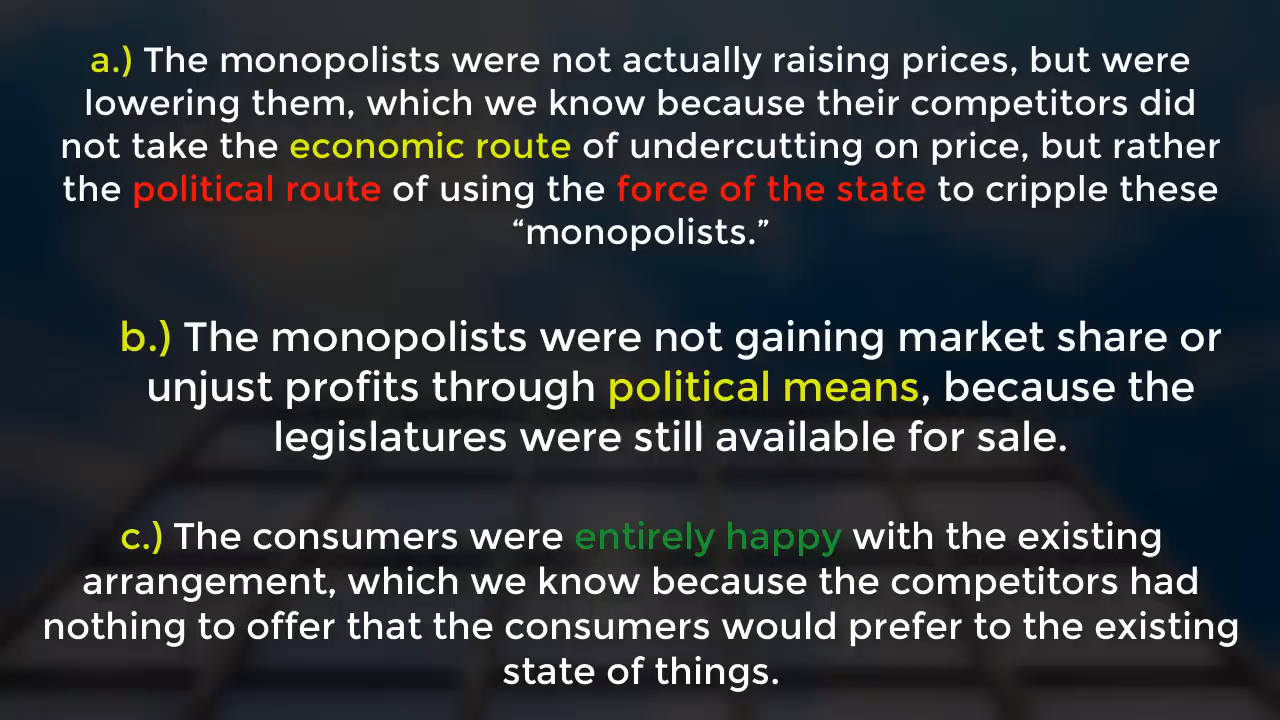 a.) The monopolists were not actually raising prices, but were
lowering them, which we know because their competitors did
not take the economic route of undercutting on price, but rather
the political route of using the force of the state to cripple these
“monopolists.”
b.) The monopolists were not gaining market share or
unjust profits through political means, because the
legislatures were still available for sale.
c.) The consumers were entirely happy with the existing
arrangement, which we know because the competitors had
nothing to offer that the consumers would prefer to the existing
state of things.